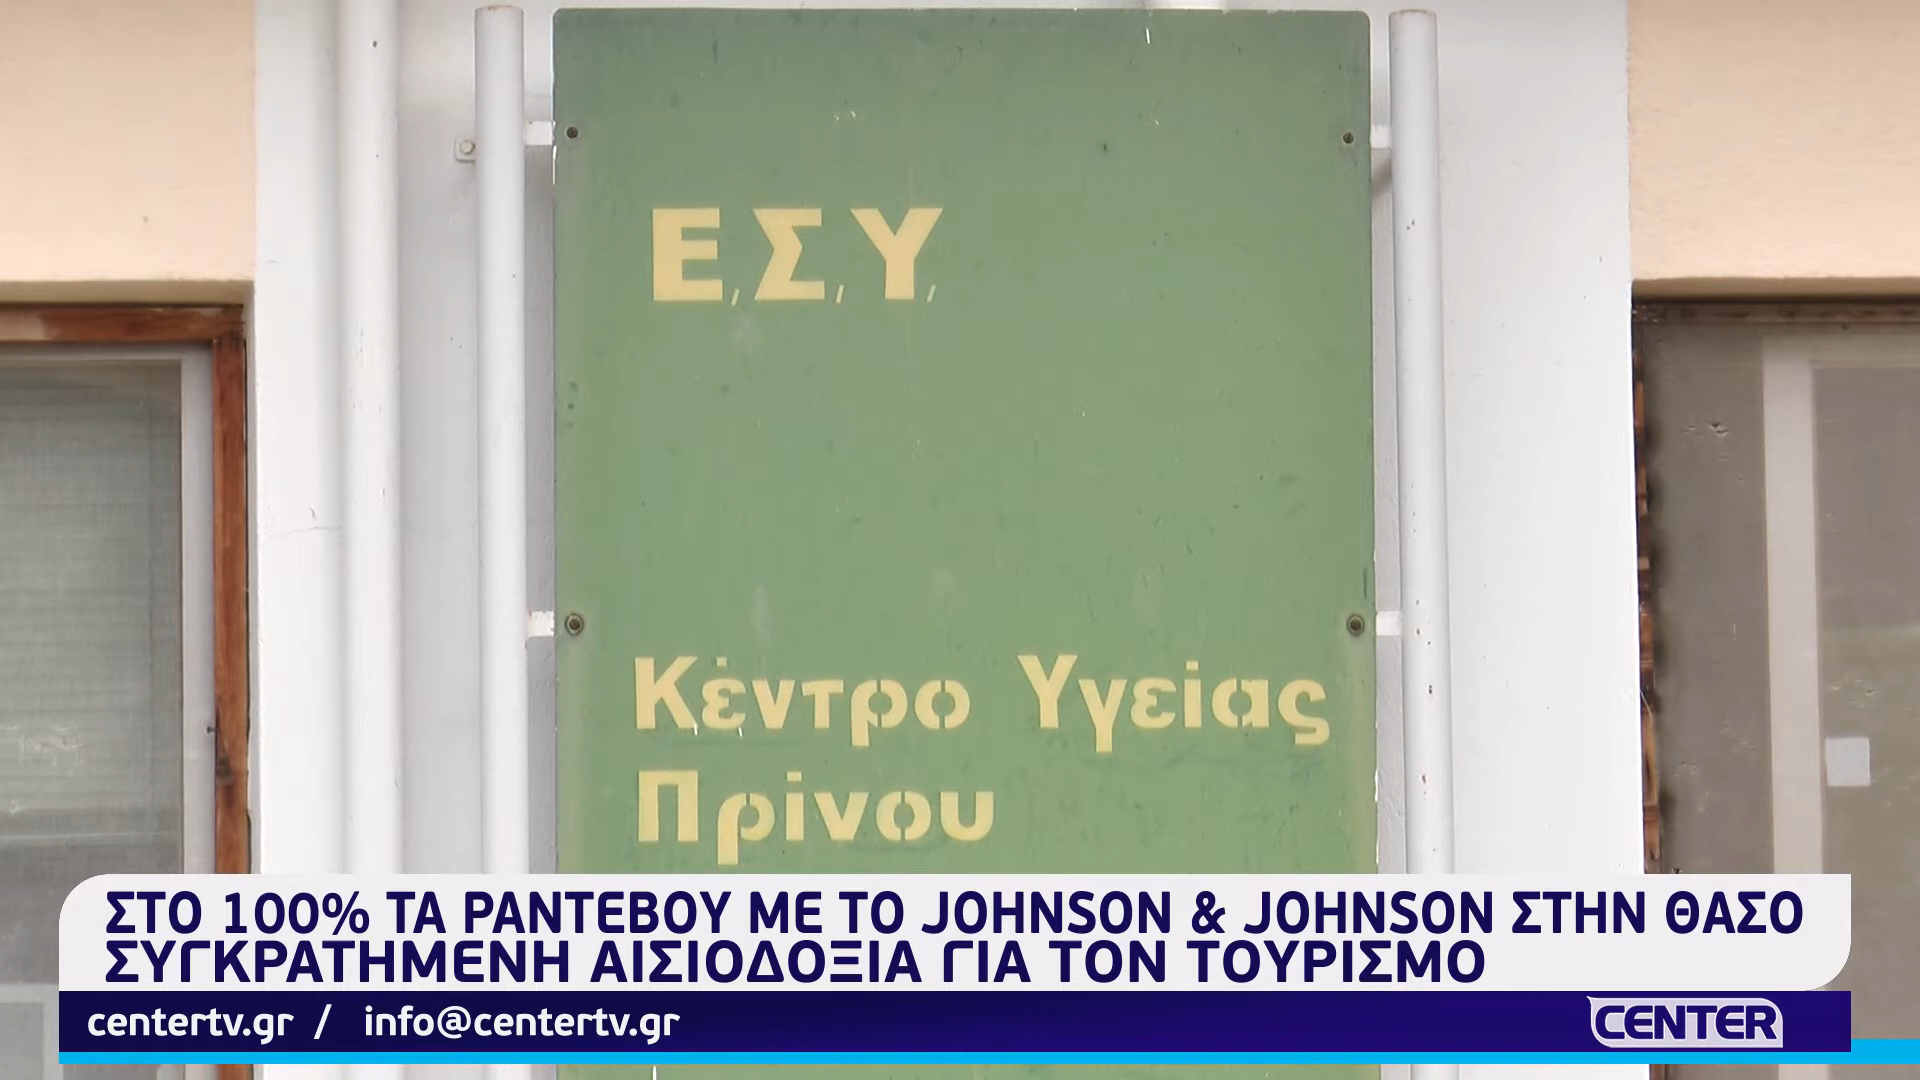 Ε.Σ.Υ.
Κέντρο Υγείας
Πρίνου
ΣΤΟ 100% ΤΑ ΡΑΝΤΕΒΟΥ ΜΕ ΤΟ JOHNSON & JOHNSON ΣΤΗΝ ΘΑΣΟ
ΣΥΓΚΡΑΤΗΜΕΝΗ ΑΙΣΙΟΔΟΞΙΑ ΓΙΑ ΤΟΝ ΤΟΥΡΙΣΜΟ
centertv.gr / info@centertv.gr
CENTER